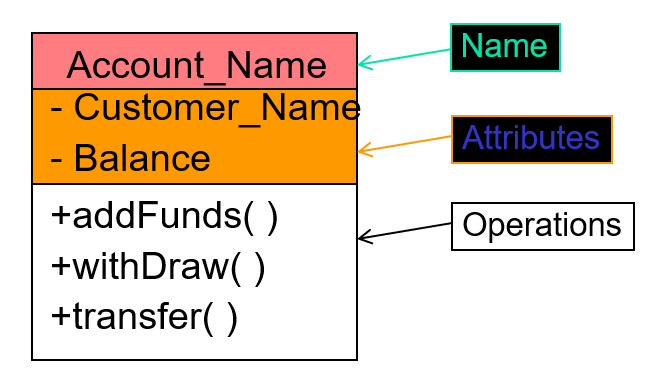 Account_Name
- Customer_Name
- Balance
+addFunds( )
+withDraw( )
+transfer( )
Name
Attributes
Operations